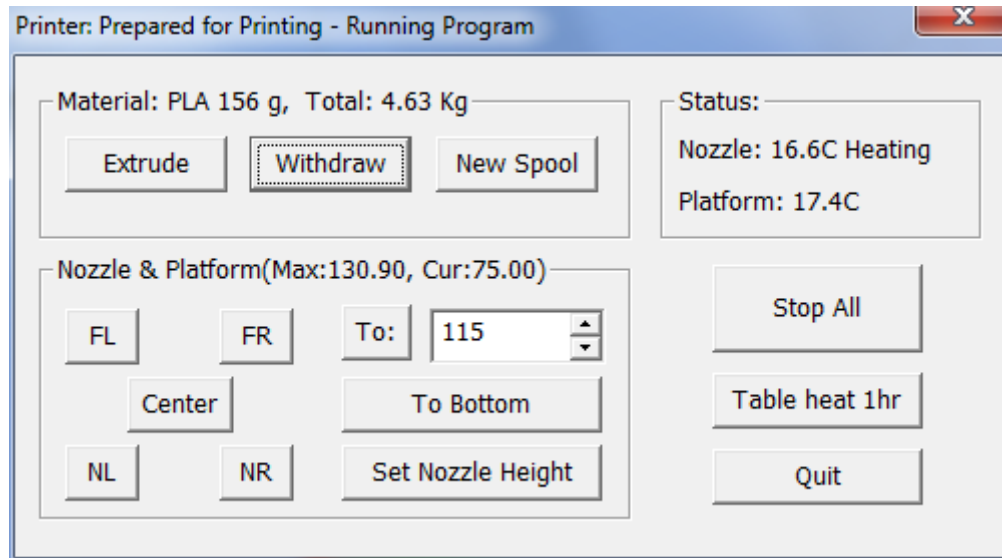 Printer: Prepared for Printing - Running Program
X
Material: PLA 156 g, Total: 4.63 Kg
Extrude Withdraw New Spool
Status:
Nozzle: 16.6C Heating
Platform: 17.4C
Nozzle & Platform(Max:130.90, Cur:75.00)
FL FR To: 115
Center To Bottom
NL NR Set Nozzle Height
Stop All
Table heat 1hr
Quit